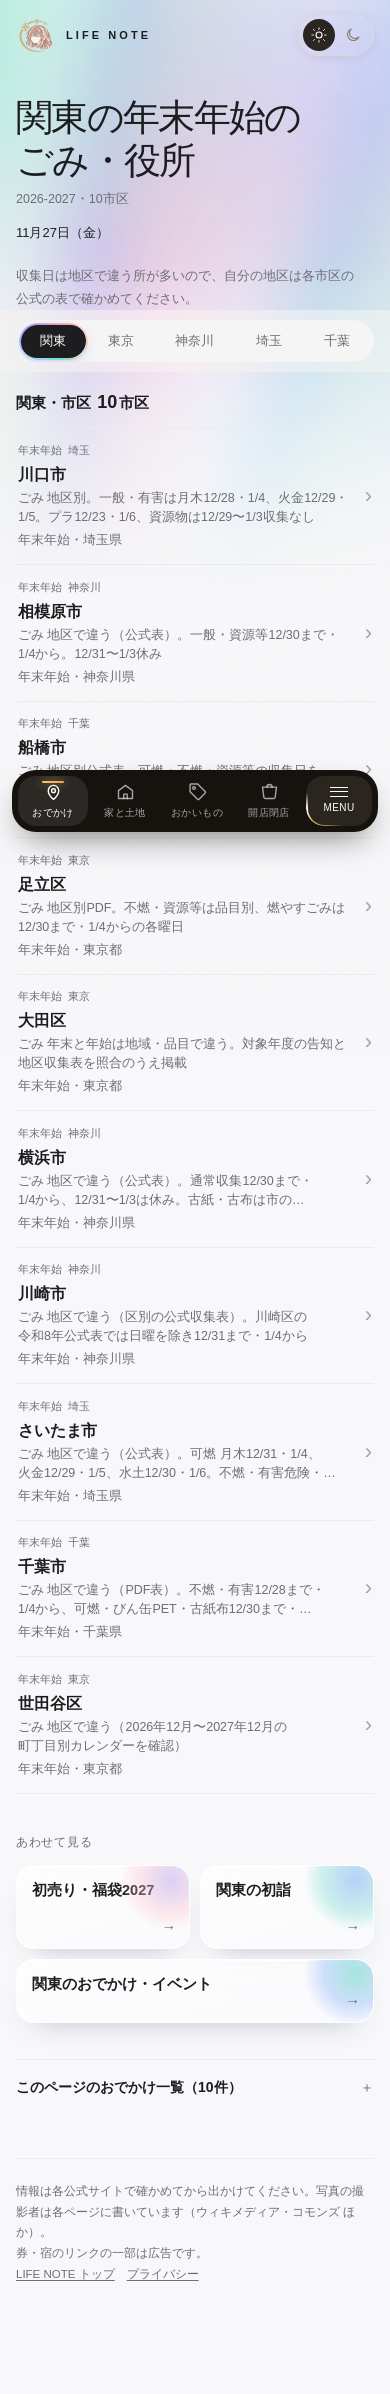 LIFE NOTE
関東の年末年始の
ごみ・役所
2026-2027・10市区
11月27日（金）
収集日は地区で違う所が多いので、自分の地区は各市区の
公式の表で確かめてください。
関東 東京 神奈川 埼玉 千葉
関東・市区 10市区
年末年始 埼玉
川口市
ごみ 地区別。一般・有害は月木12/28・1/4、火金12/29・
1/5。プラ12/23・1/6、資源物は12/29〜1/3収集なし
年末年始・埼玉県
年末年始 神奈川
相模原市
ごみ 地区で違う（公式表）。一般・資源等12/30まで・
1/4から。12/31〜1/3休み
年末年始・神奈川県
年末年始 千葉
船橋市
おでかけ 家と土地 おかいもの 開店閉店 MENU
年末年始 東京
足立区
ごみ 地区別PDF。不燃・資源等は品目別、燃やすごみは
12/30まで・1/4からの各曜日
年末年始・東京都
年末年始 東京
大田区
ごみ 年末と年始は地域・品目で違う。対象年度の告知と
地区収集表を照合のうえ掲載
年末年始・東京都
年末年始 神奈川
横浜市
ごみ 地区で違う（公式表）。通常収集12/30まで・
1/4から、12/31〜1/3は休み。古紙・古布は市の…
年末年始・神奈川県
年末年始 神奈川
川崎市
ごみ 地区で違う（区別の公式収集表）。川崎区の
令和8年公式表では日曜を除き12/31まで・1/4から
年末年始・神奈川県
年末年始 埼玉
さいたま市
ごみ 地区で違う（公式表）。可燃 月木12/31・1/4、
火金12/29・1/5、水土12/30・1/6。不燃・有害危険・…
年末年始・埼玉県
年末年始 千葉
千葉市
ごみ 地区で違う（PDF表）。不燃・有害12/28まで・
1/4から、可燃・びん缶PET・古紙布12/30まで・…
年末年始・千葉県
年末年始 東京
世田谷区
ごみ 地区で違う（2026年12月〜2027年12月の
町丁目別カレンダーを確認）
年末年始・東京都
あわせて見る
初売り・福袋2027
→
関東の初詣
→
関東のおでかけ・イベント
→
このページのおでかけ一覧（10件） +
情報は各公式サイトで確かめてから出かけてください。写真の撮
影者は各ページに書いています（ウィキメディア・コモンズ ほ
か）。
券・宿のリンクの一部は広告です。
LIFE NOTE トップ プライバシー